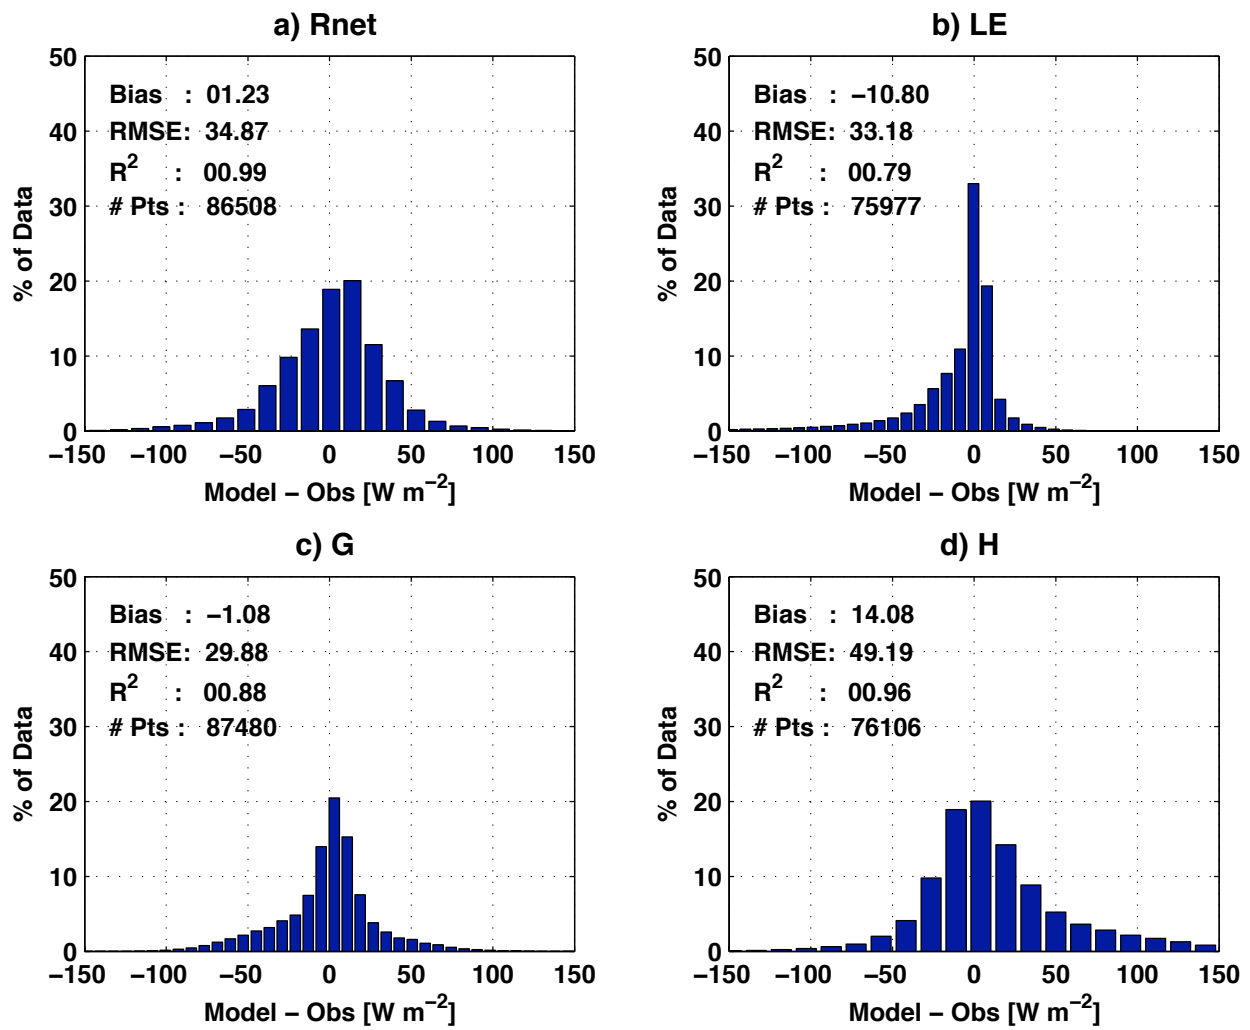 a) Rnet
50
40
30
20
10
0
% of Data
Bias : 01.23
RMSE: 34.87
R² : 00.99
# Pts : 86508
−150 −100 −50 0 50 100 150
Model − Obs [W m⁻²]
b) LE
50
40
30
20
10
0
% of Data
Bias : −10.80
RMSE: 33.18
R² : 00.79
# Pts : 75977
−150 −100 −50 0 50 100 150
Model − Obs [W m⁻²]
c) G
50
40
30
20
10
0
% of Data
Bias : −1.08
RMSE: 29.88
R² : 00.88
# Pts : 87480
−150 −100 −50 0 50 100 150
Model − Obs [W m⁻²]
d) H
50
40
30
20
10
0
% of Data
Bias : 14.08
RMSE: 49.19
R² : 00.96
# Pts : 76106
−150 −100 −50 0 50 100 150
Model − Obs [W m⁻²]